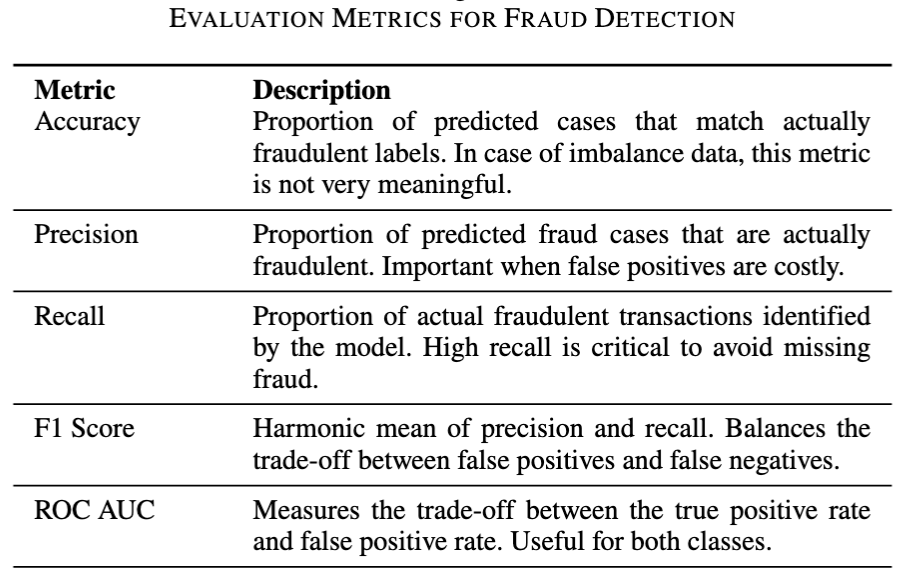 EVALUATION METRICS FOR FRAUD DETECTION
Metric Description
Accuracy Proportion of predicted cases that match actually
fraudulent labels. In case of imbalance data, this metric
is not very meaningful.
Precision Proportion of predicted fraud cases that are actually
fraudulent. Important when false positives are costly.
Recall Proportion of actual fraudulent transactions identified
by the model. High recall is critical to avoid missing
fraud.
F1 Score Harmonic mean of precision and recall. Balances the
trade-off between false positives and false negatives.
ROC AUC Measures the trade-off between the true positive rate
and false positive rate. Useful for both classes.